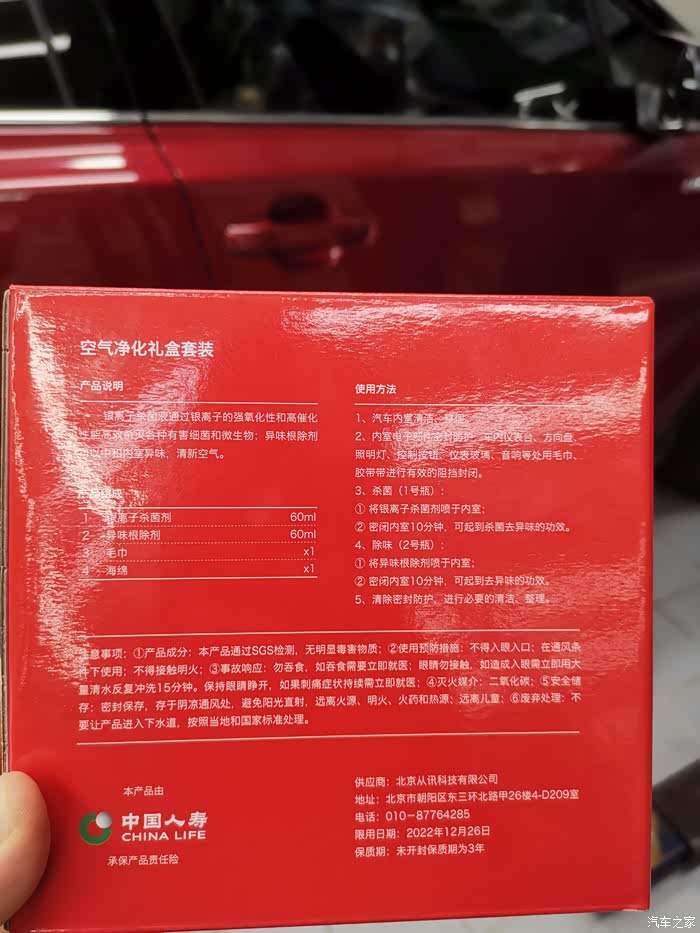 空气净化礼盒套装
产品说明
银离子杀菌液通过银离子的强氧化性和高催化
性能高效杀灭各种有害细菌和微生物；异味根除剂
可以中和内室异味，清新空气。
产品组成
1 银离子杀菌剂 60ml
2 异味根除剂 60ml
3 毛巾 x1
4 海绵 x1
使用方法
1、汽车内室清洁、整理。
2、内室电子部件密封防护，车内仪表台、方向盘、
照明灯、控制按钮、仪表玻璃、音响等处用毛巾、
胶带带进行有效的阻挡封闭。
3、杀菌（1号瓶）:
① 将银离子杀菌剂喷于内室；
② 密闭内室10分钟，可起到杀菌去异味的功效。
4、除味（2号瓶）:
① 将异味根除剂喷于内室；
② 密闭内室10分钟，可起到去异味的功效。
5、清除密封防护，进行必要的清洁、整理。
注意事项：①产品成分：本产品通过SGS检测，无明显毒害物质；②使用预防措施：不得入眼入口；在通风条
件下使用；不得接触明火；③事故响应：勿吞食，如吞食需要立即就医；眼睛勿接触，如造成入眼需立即用大
量清水反复冲洗15分钟。保持眼睛睁开，如果刺痛症状持续需立即就医；④灭火媒介：二氧化碳；⑤安全储
存：密封保存，存于阴凉通风处，避免阳光直射，远离火源、明火、火药和热源；远离儿童；⑥废弃处理：不
要让产品进入下水道，按照当地和国家标准处理。
本产品由
中国人寿
CHINA LIFE
承保产品责任险
供应商：北京从讯科技有限公司
地址：北京市朝阳区东三环北路甲26楼4-D209室
电话：010-87764285
限用日期：2022年12月26日
保质期：未开封保质期为3年
汽车之家